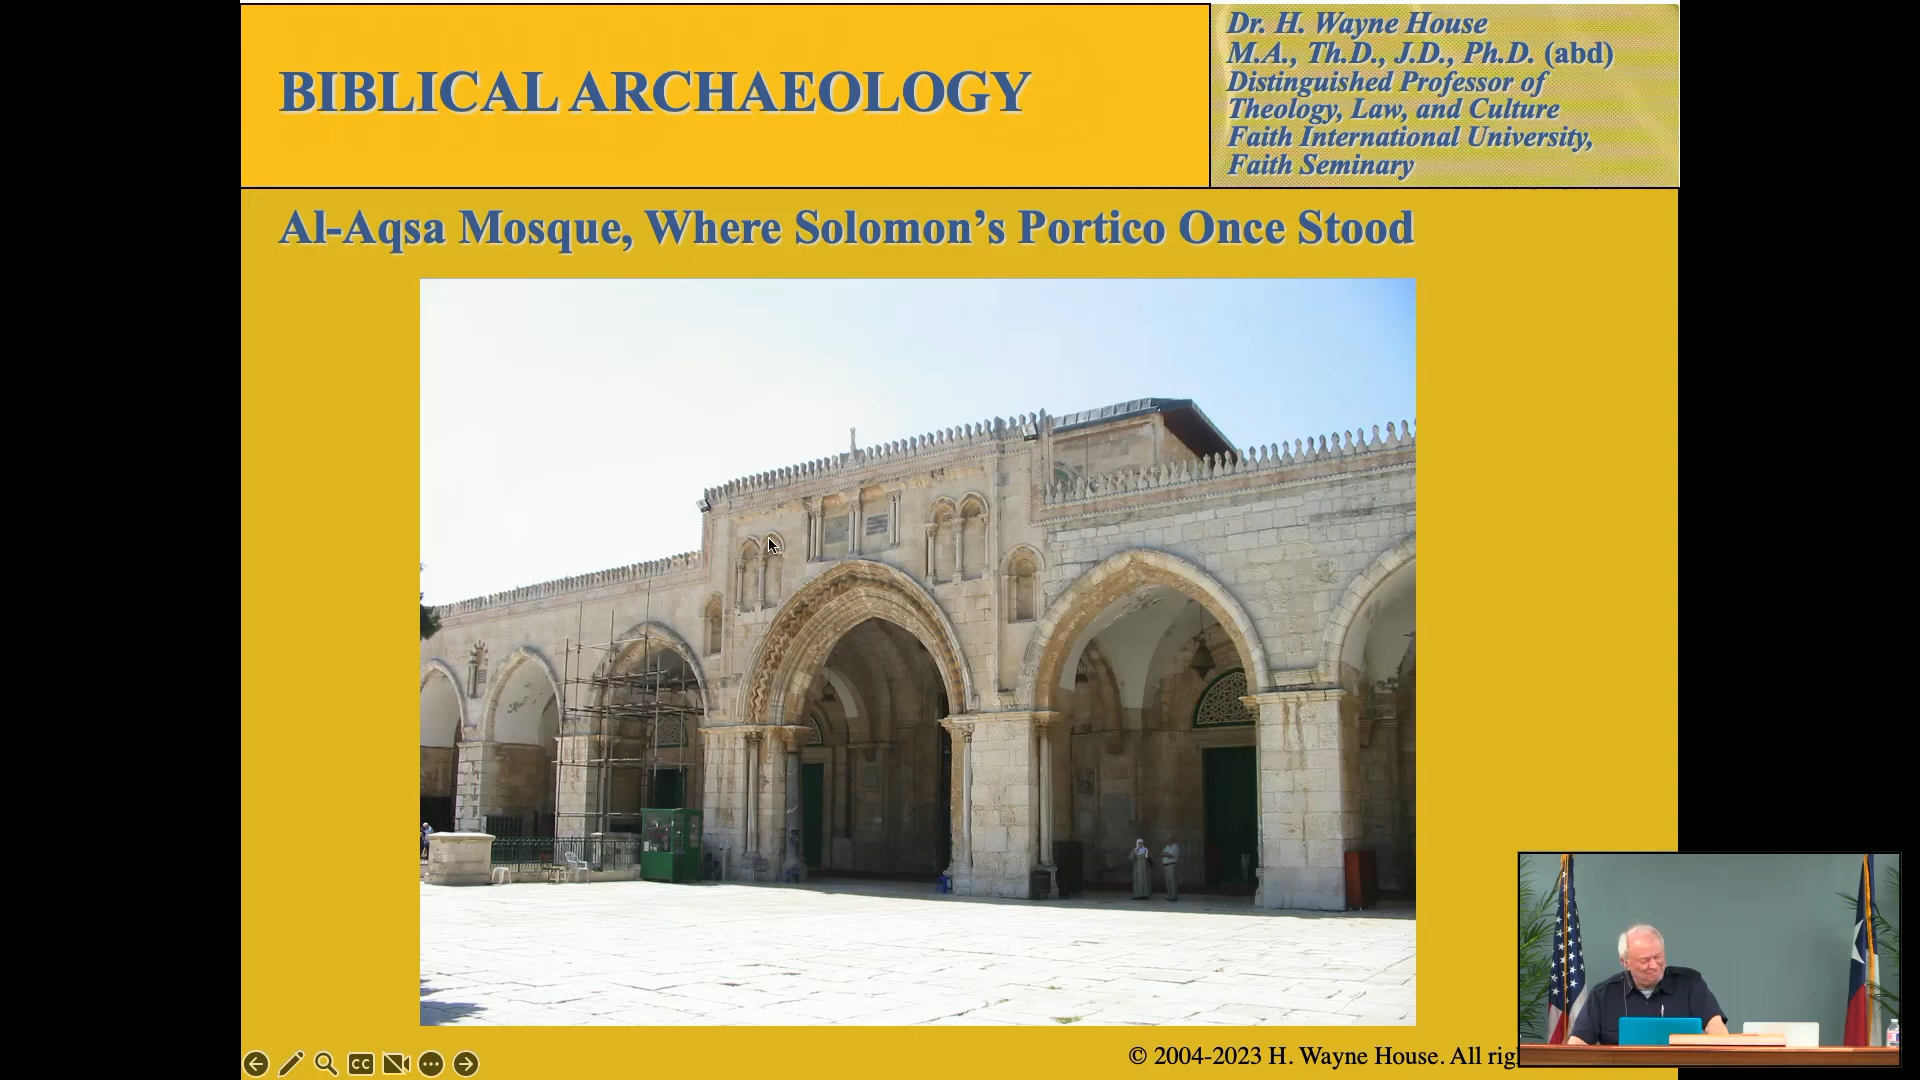 BIBLICAL ARCHAEOLOGY
Dr. H. Wayne House
M.A., Th.D., J.D., Ph.D. (abd)
Distinguished Professor of
Theology, Law, and Culture
Faith International University,
Faith Seminary
Al-Aqsa Mosque, Where Solomon’s Portico Once Stood
CC
© 2004-2023 H. Wayne House. All